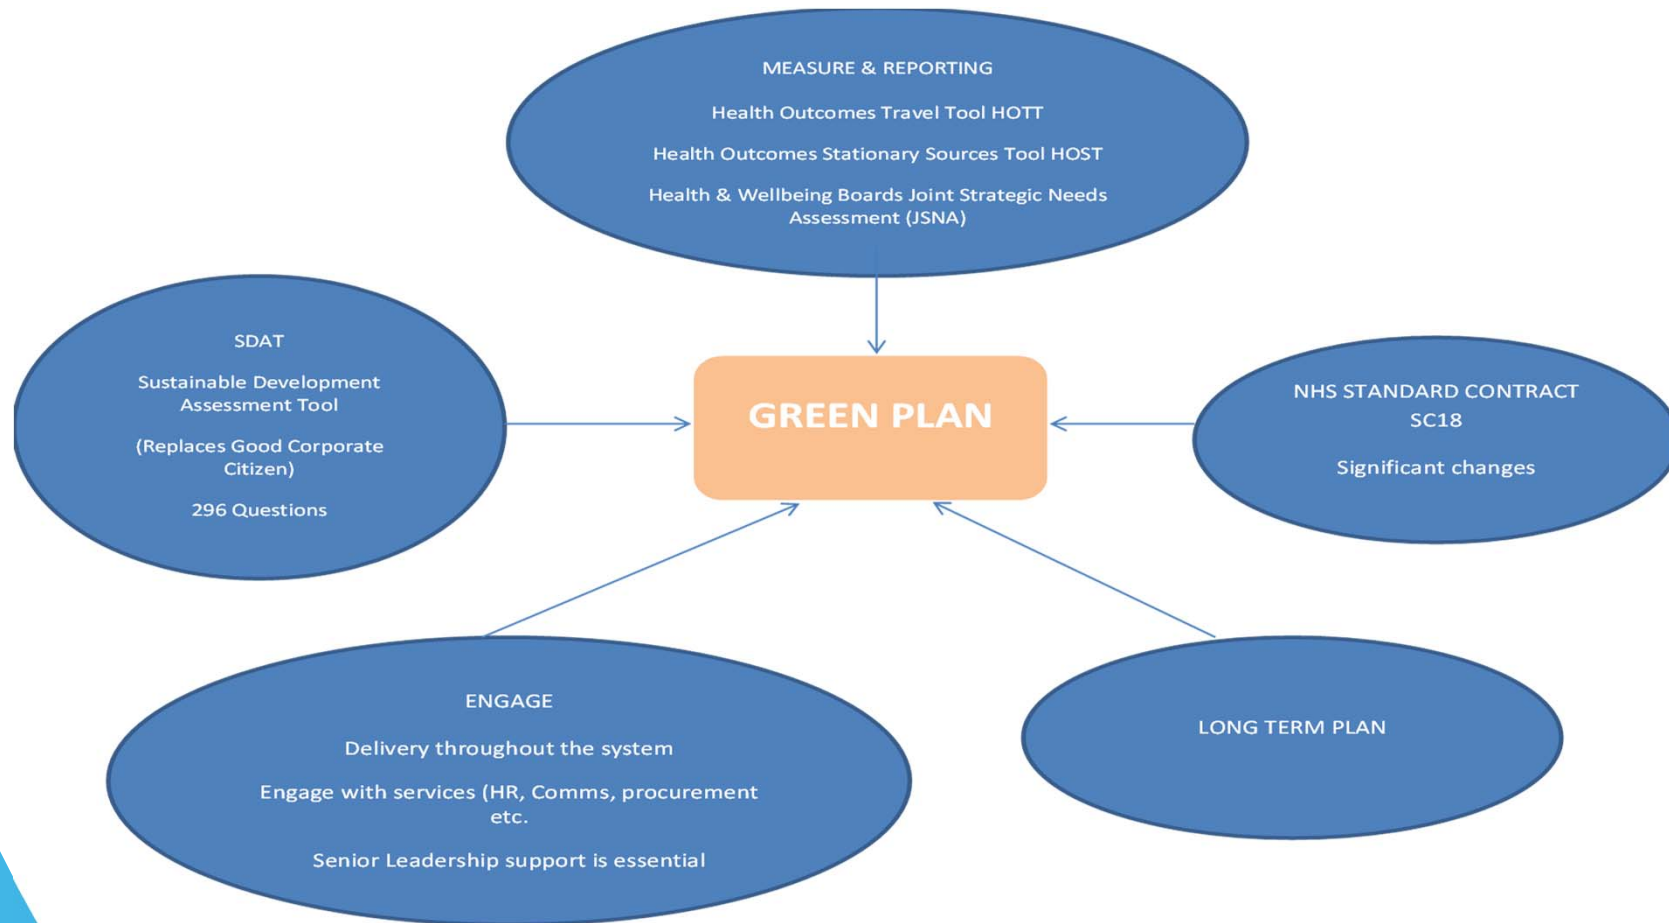 MEASURE & REPORTING
Health Outcomes Travel Tool HOTT
Health Outcomes Stationary Sources Tool HOST
Health & Wellbeing Boards Joint Strategic Needs
Assessment (JSNA)
SDAT
Sustainable Development
Assessment Tool
(Replaces Good Corporate
Citizen)
296 Questions
GREEN PLAN
NHS STANDARD CONTRACT
SC18
Significant changes
ENGAGE
Delivery throughout the system
Engage with services (HR, Comms, procurement
etc.
Senior Leadership support is essential
LONG TERM PLAN